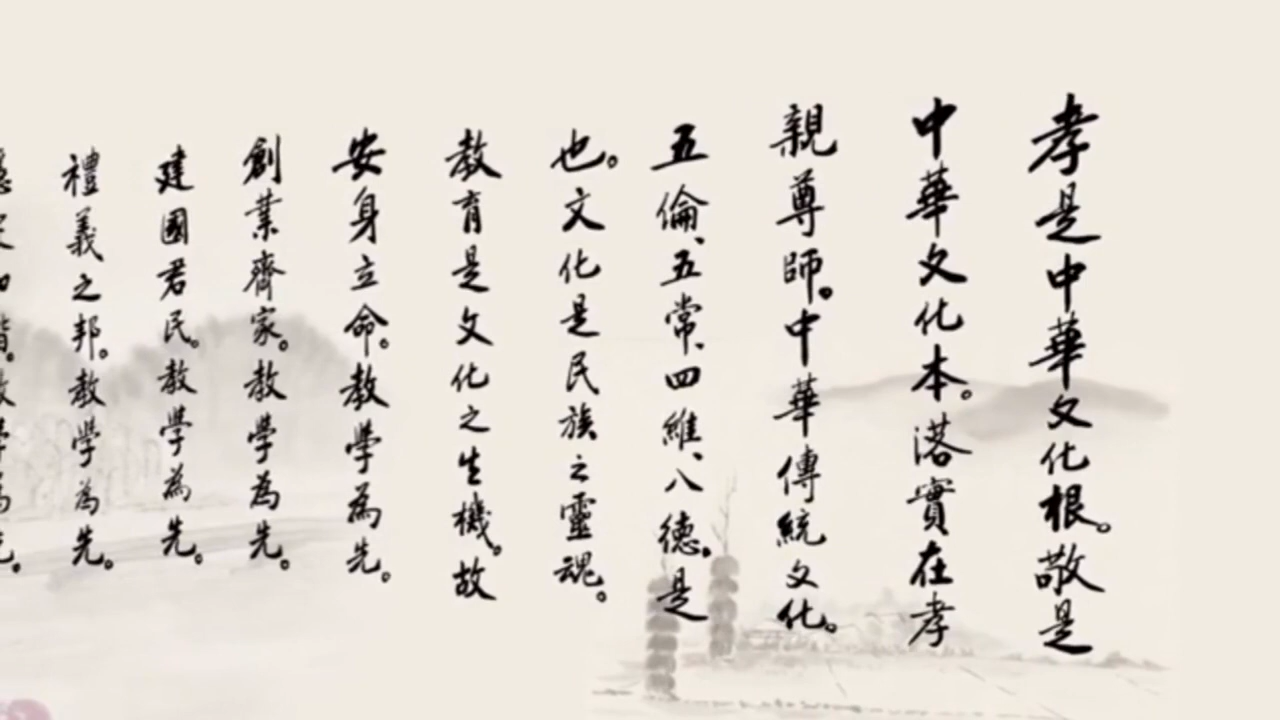 孝是中華文化根。敬是
中華文化本。落實在孝
親尊師。中華傳統文化。
五倫、五常、四維、八德。是
也。文化是民族之靈魂。
教育是文化之生機。故
安身立命。教學為先。
創業齊家。教學為先。
建國君民。教學為先。
禮義之邦。教學為先。